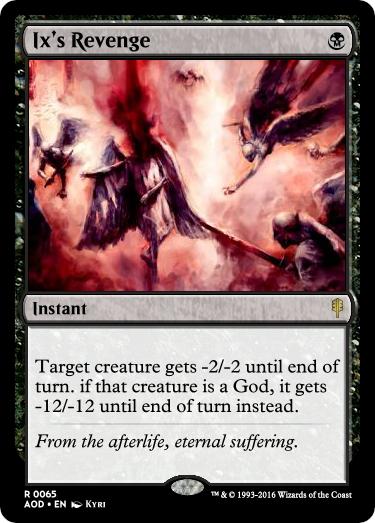 Ix's Revenge
Instant
Target creature gets -2/-2 until end of
turn. if that creature is a God, it gets
-12/-12 until end of turn instead.
From the afterlife, eternal suffering.
R 0065
AOD • EN Kyri
™ & © 1993-2016 Wizards of the Coast